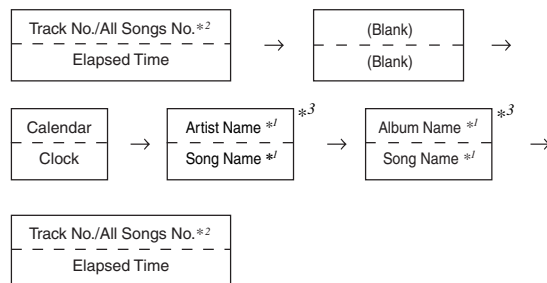 Track No./All Songs No.*2
Elapsed Time
→
(Blank)
(Blank)
→
Calendar
Clock
→
Artist Name *1
Song Name *1
*3
→
Album Name *1
Song Name *1
*3
→
Track No./All Songs No.*2
Elapsed Time